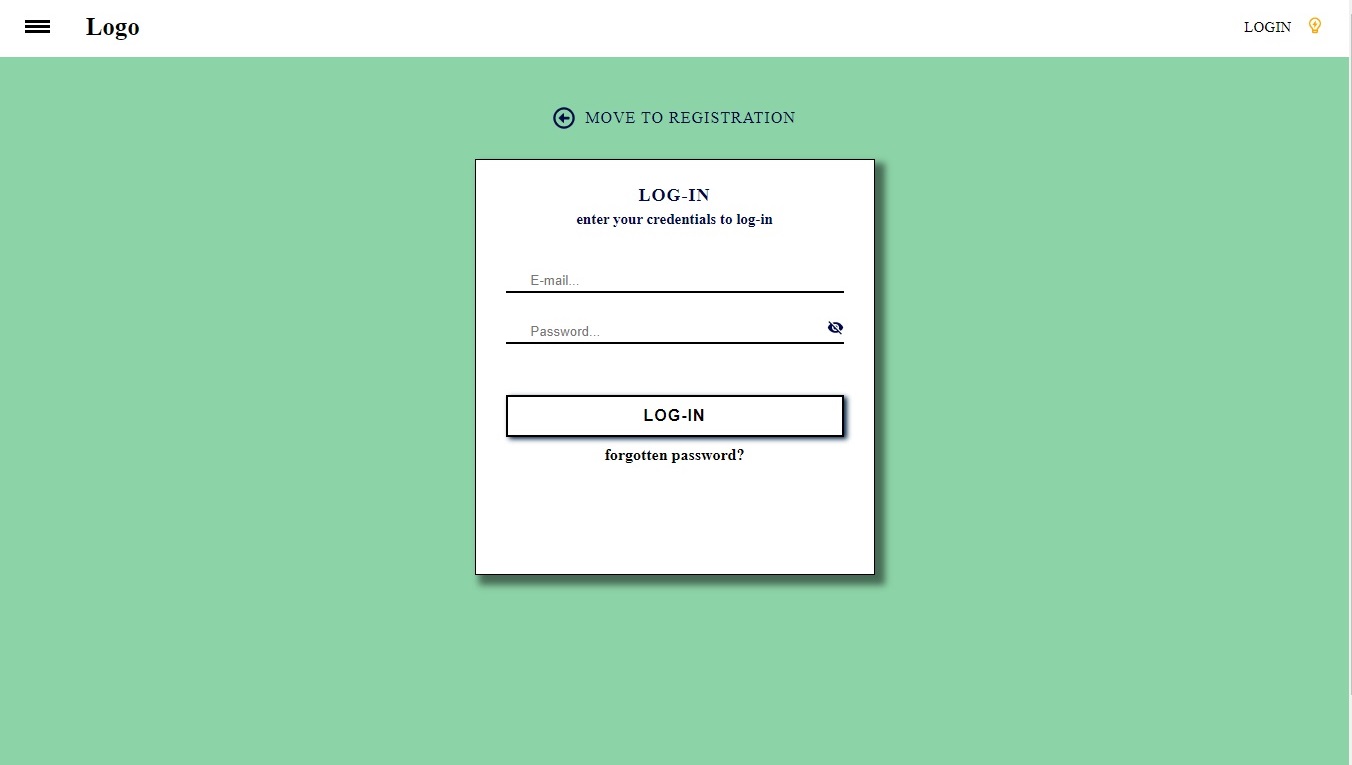 Logo
LOGIN
MOVE TO REGISTRATION
LOG-IN
enter your credentials to log-in
E-mail...
Password...
LOG-IN
forgotten password?